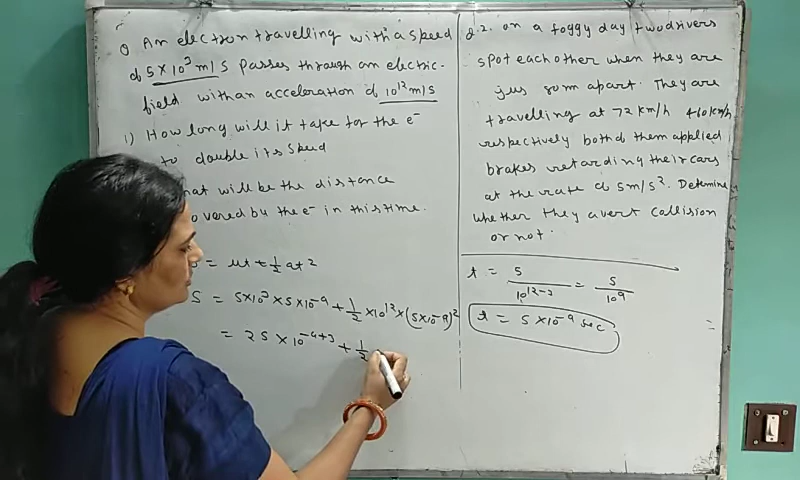 Q An electron travelling with a speed
of 5 × 10³ m/s passes through an electric-
field with an acceleration of 10¹² m/s
1) How long will it take for the e⁻
to double its speed
hat will be the distance
overed by the e⁻ in this time.
= ut + ½ at²
S = 5×10³ × 5×10⁻⁹ + ½ × 10¹² × (5×10⁻⁹)²
= 25 × 10⁻⁹⁺³ + ½
Q.2. on a foggy day two drivers
spot each other when they are
apart. They are
travelling at 72 km/h & 60 km/h
respectively both of them applied
brakes retarding their cars
at the rate of 5 m/s². Determine
whether they avert collision
or not.
t = 5 / 10¹²⁻³ = 5 / 10⁹
t = 5 × 10⁻⁹ sec
=